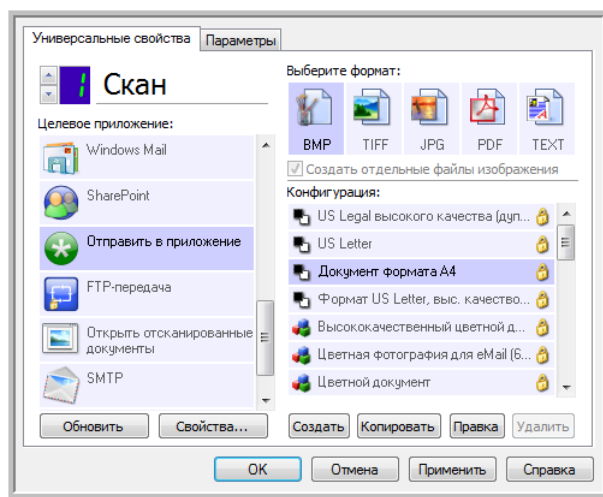 Универсальные свойства
Параметры
1
Скан
Целевое приложение:
Windows Mail
SharePoint
Отправить в приложение
FTP-передача
Открыть отсканированные
документы
SMTP
Обновить
Свойства...
Выберите формат:
BMP
TIFF
JPG
PDF
TEXT
Создать отдельные файлы изображения
Конфигурация:
US Legal высокого качества (дуп...
US Letter
Документ формата A4
Формат US Letter, выс. качество...
Высококачественный цветной д...
Цветная фотография для eMail (6...
Цветной документ
Создать
Копировать
Правка
Удалить
OK
Отмена
Применить
Справка